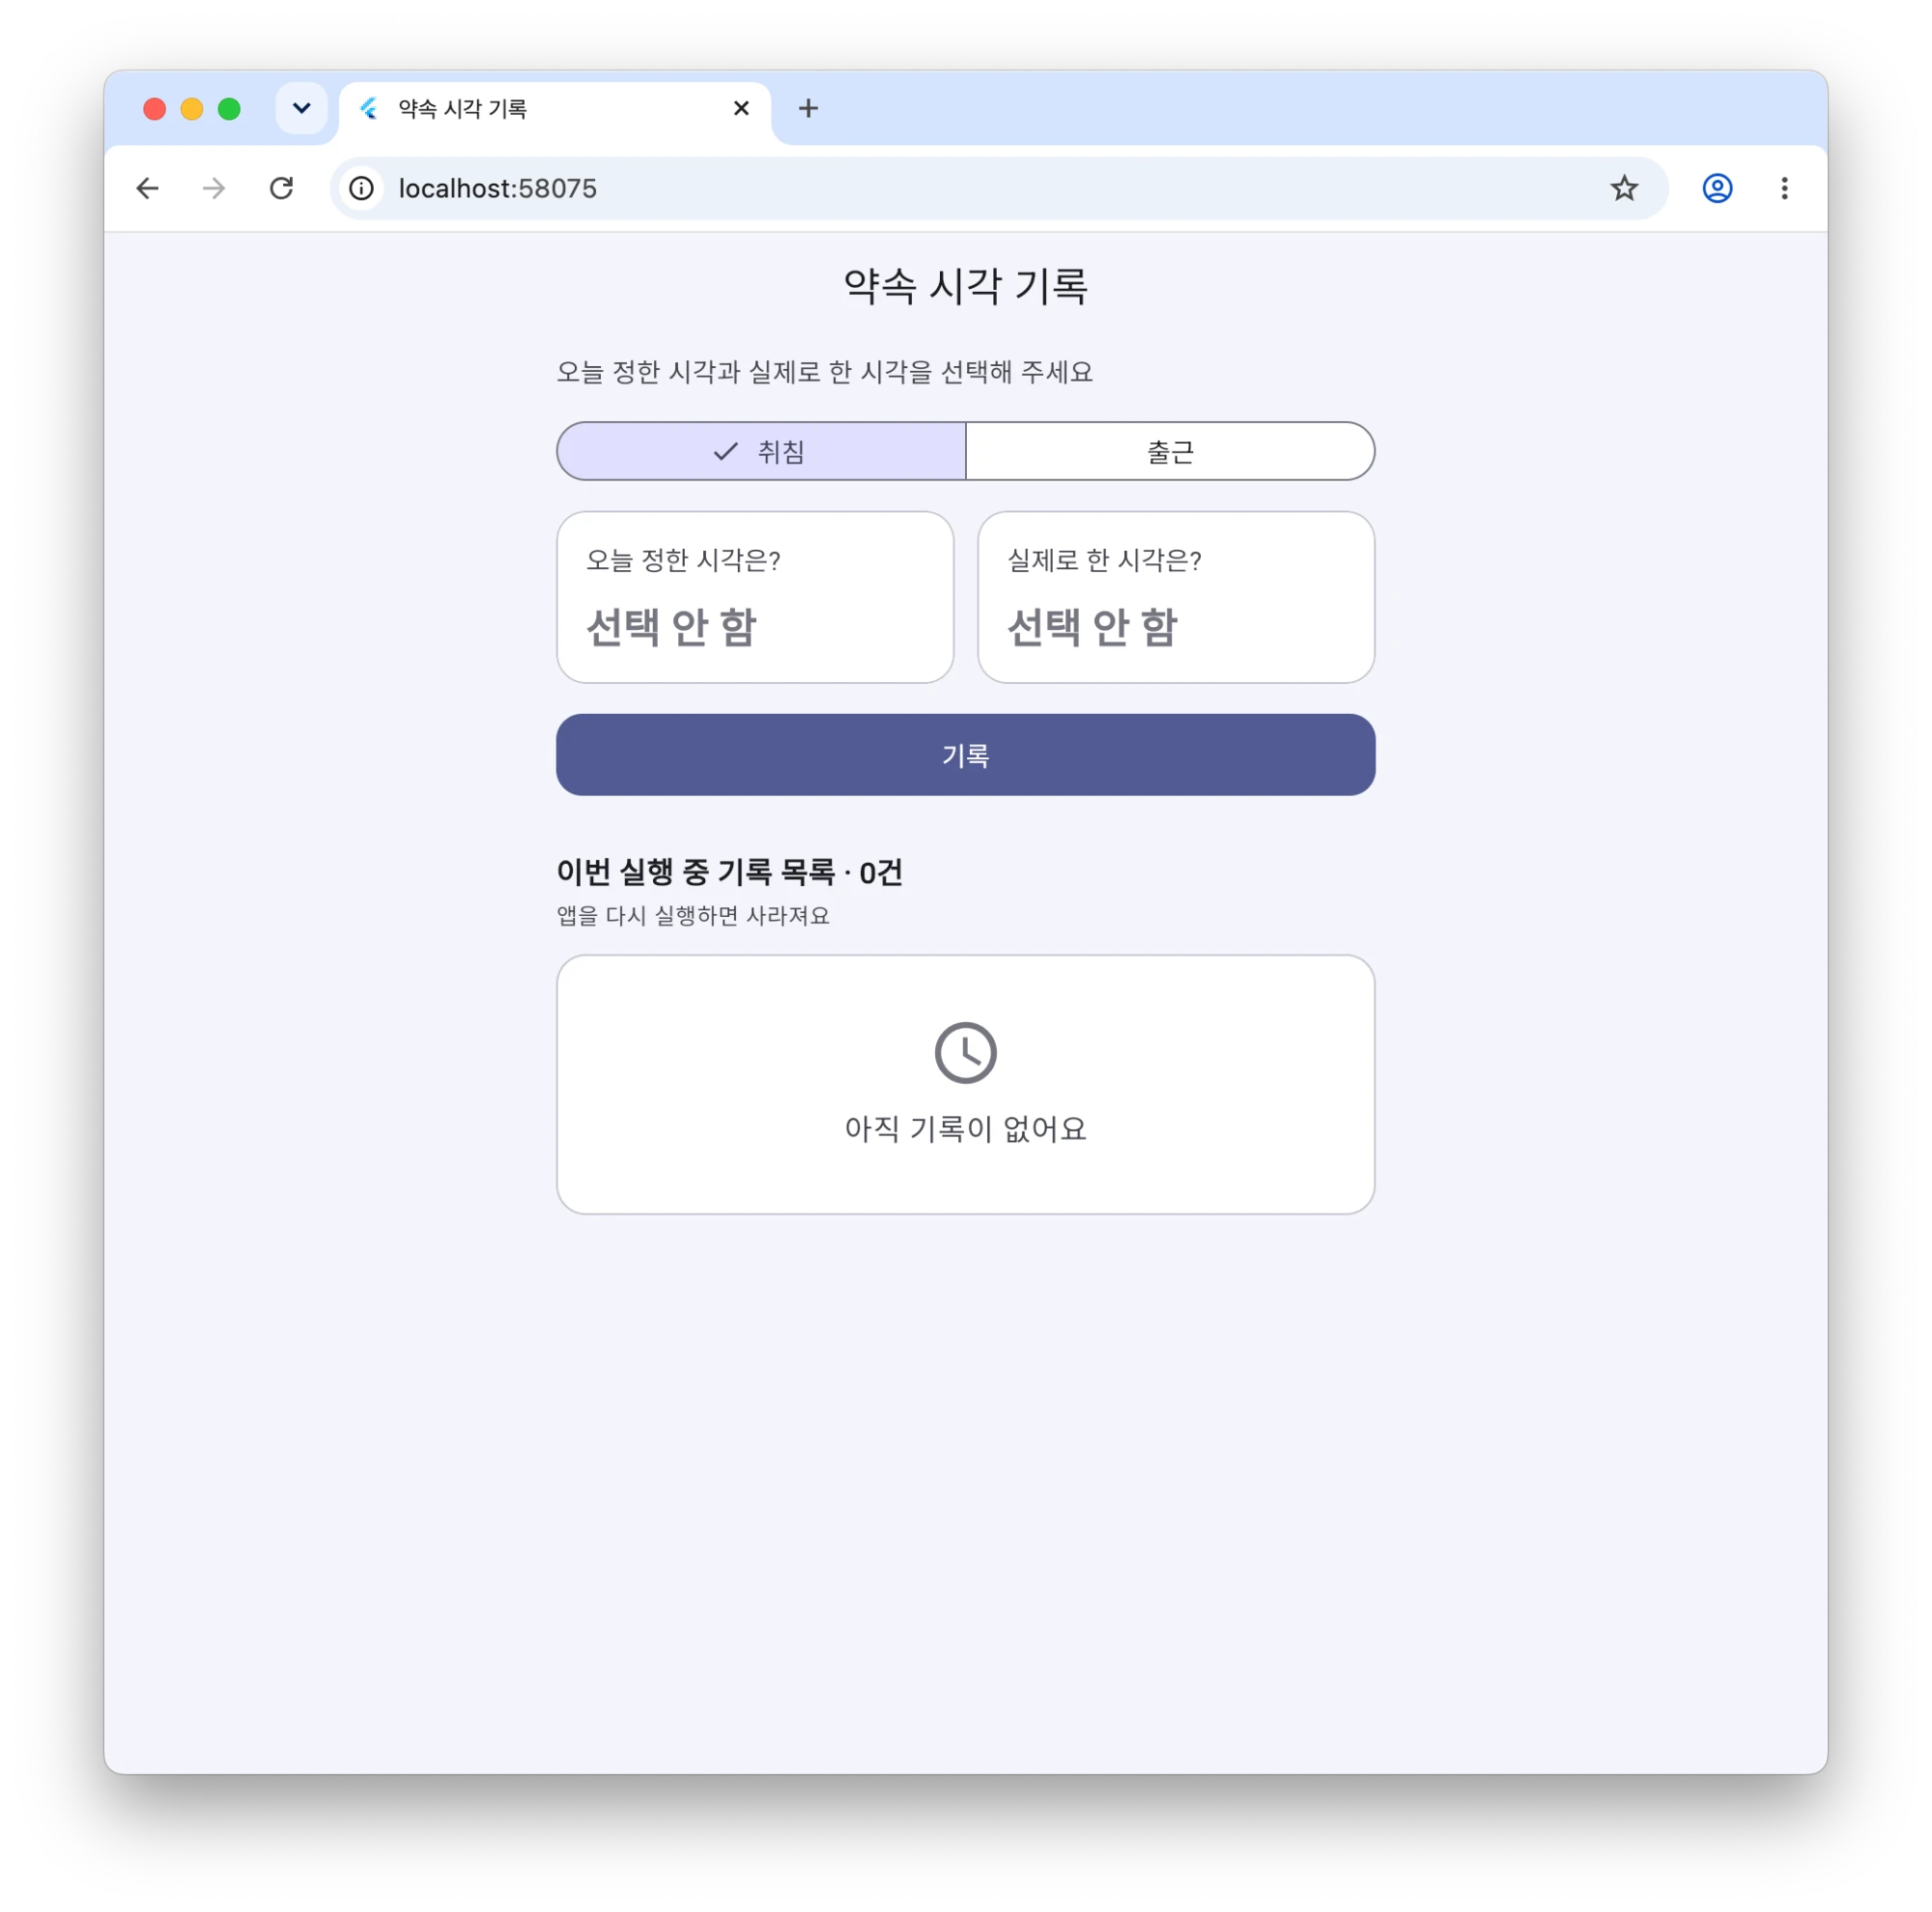 약속 시각 기록
localhost:58075
약속 시각 기록
오늘 정한 시각과 실제로 한 시각을 선택해 주세요
취침
출근
오늘 정한 시각은?
선택 안 함
실제로 한 시각은?
선택 안 함
기록
이번 실행 중 기록 목록 · 0건
앱을 다시 실행하면 사라져요
아직 기록이 없어요